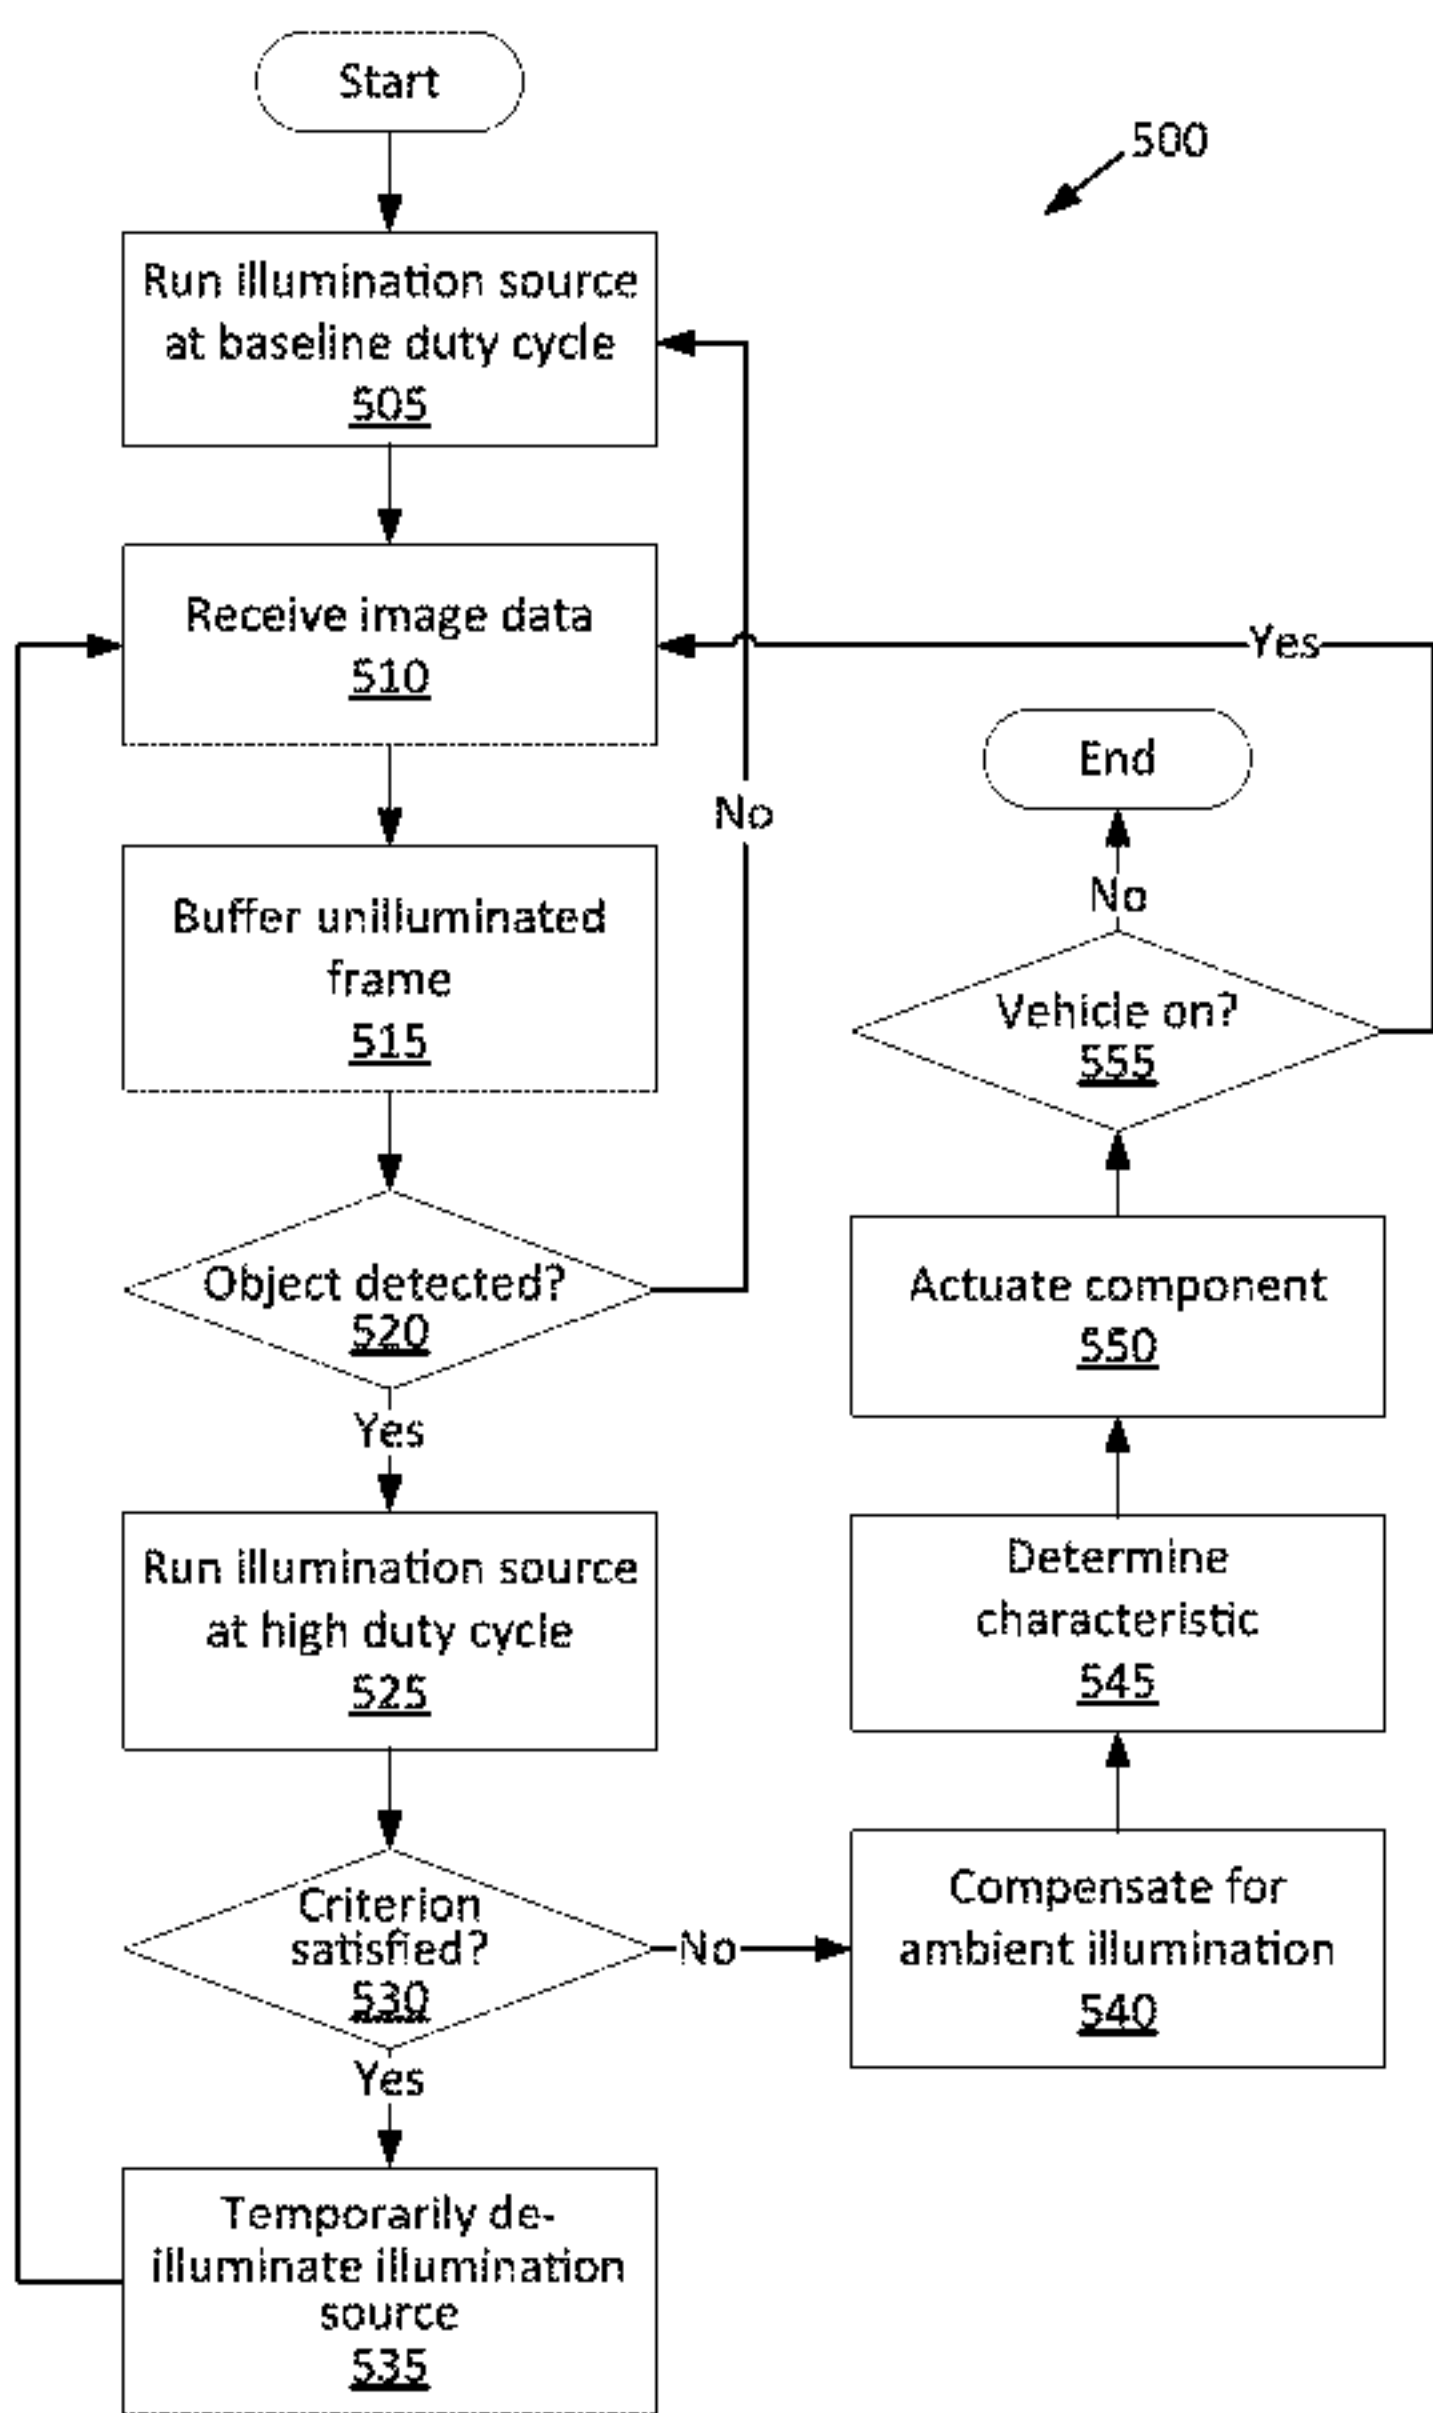 Start
500
Run illumination source
at baseline duty cycle
505
Receive image data
510
Yes
End
No
Buffer unilluminated
frame
515
No
Vehicle on?
555
Object detected?
520
Yes
Actuate component
550
Run illumination source
at high duty cycle
525
Determine
characteristic
545
Criterion
satisfied?
530
No
Compensate for
ambient illumination
540
Yes
Temporarily de-
illuminate illumination
source
535